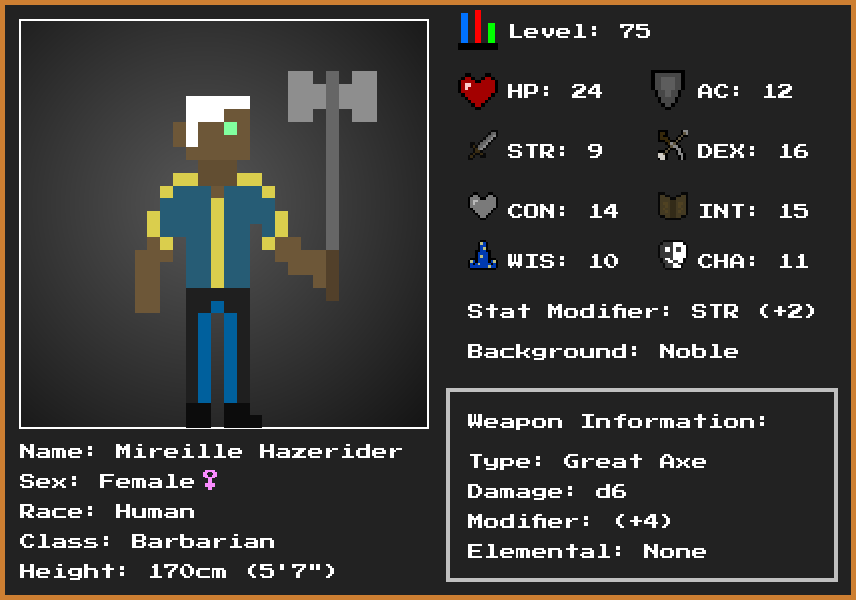 Level: 75
HP: 24 AC: 12
STR: 9 DEX: 16
CON: 14 INT: 15
WIS: 10 CHA: 11
Stat Modifier: STR (+2)
Background: Noble
Weapon Information:
Type: Great Axe
Damage: d6
Modifier: (+4)
Elemental: None
Name: Mireille Hazerider
Sex: Female♀
Race: Human
Class: Barbarian
Height: 170cm (5'7")